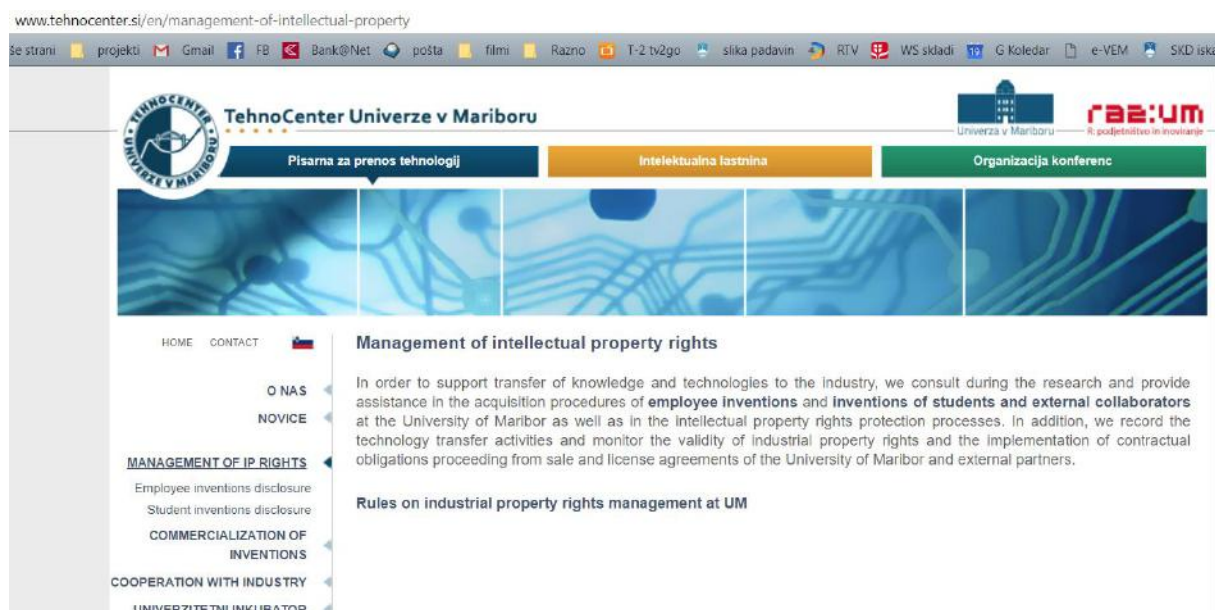 www.tehnocenter.si/en/management-of-intellectual-property
še strani projekti Gmail FB Bank@Net pošta filmi Razno T-2 tv2go slika padavin RTV WS skladi 19 G Koledar e-VEM SKD iska
TEHNOCENTER UNIVERZE V MARIBORU
TehnoCenter Univerze v Mariboru
Univerza v Mariboru
raz:um
R: podjetništvo in inoviranje
Pisarna za prenos tehnologij
Intelektualna lastnina
Organizacija konferenc
HOME CONTACT
O NAS
NOVICE
MANAGEMENT OF IP RIGHTS
Employee inventions disclosure
Student inventions disclosure
COMMERCIALIZATION OF
INVENTIONS
COOPERATION WITH INDUSTRY
UNIVERZITETNI INKUBATOR
Management of intellectual property rights
In order to support transfer of knowledge and technologies to the industry, we consult during the research and provide
assistance in the acquisition procedures of employee inventions and inventions of students and external collaborators
at the University of Maribor as well as in the intellectual property rights protection processes. In addition, we record the
technology transfer activities and monitor the validity of industrial property rights and the implementation of contractual
obligations proceeding from sale and license agreements of the University of Maribor and external partners.
Rules on industrial property rights management at UM